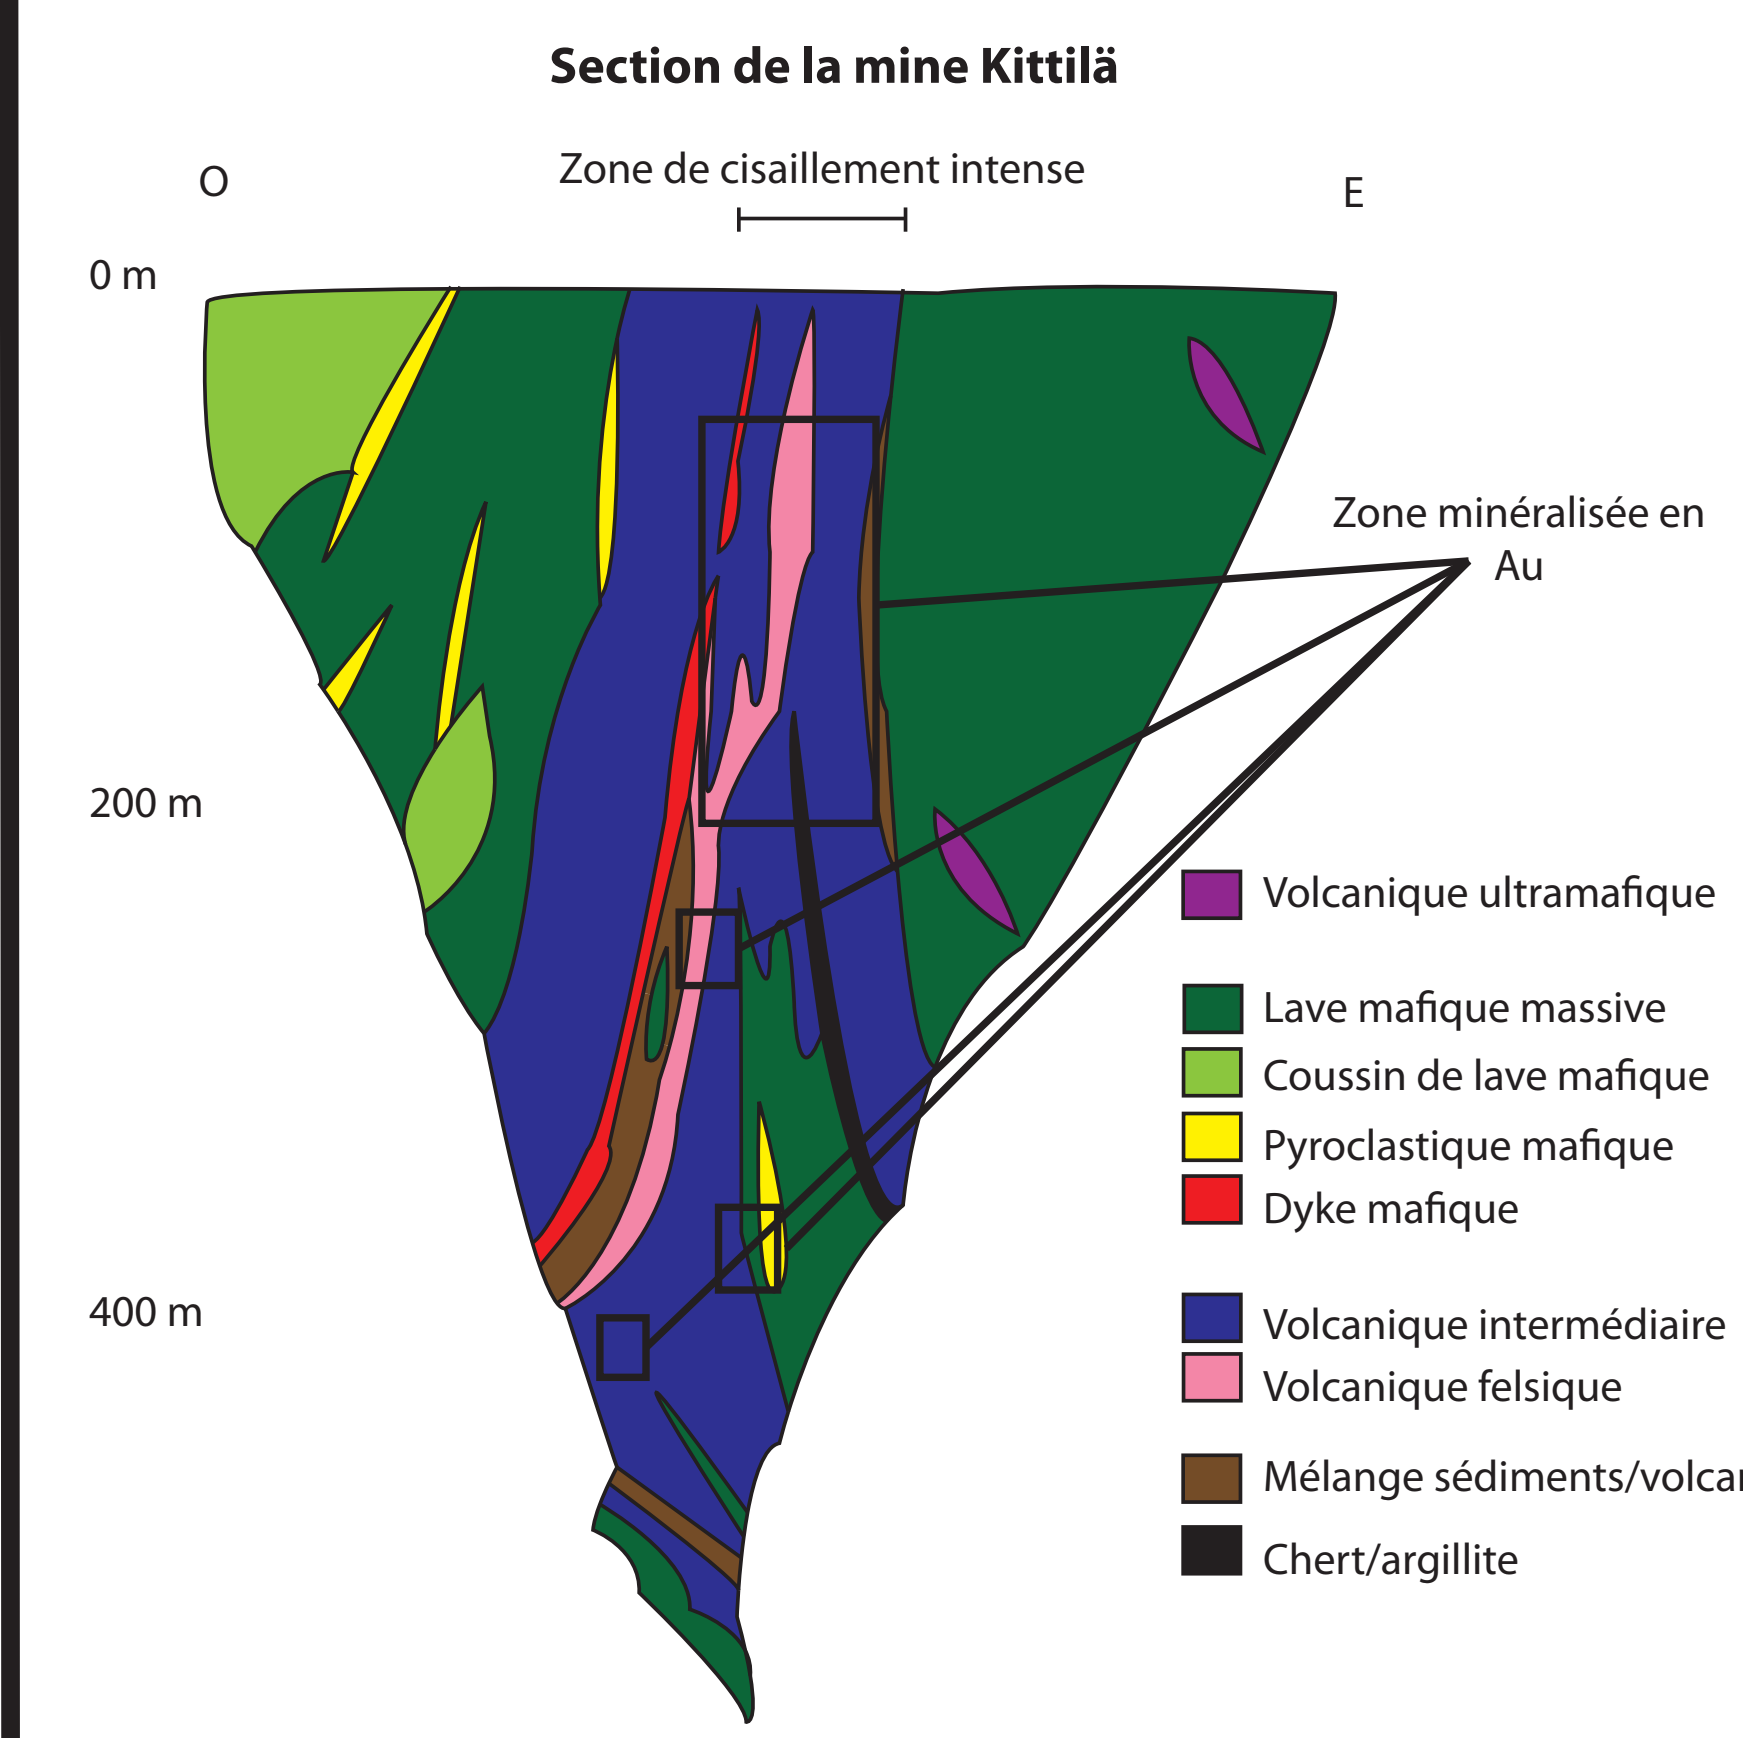 Section de la mine Kittilä
Zone de cisaillement intense
O
E
0 m
Zone minéralisée en
Au
200 m
Volcanique ultramafique
Lave mafique massive
Coussin de lave mafique
Pyroclastique mafique
Dyke mafique
400 m
Volcanique intermédiaire
Volcanique felsique
Mélange sédiments/volcan
Chert/argillite